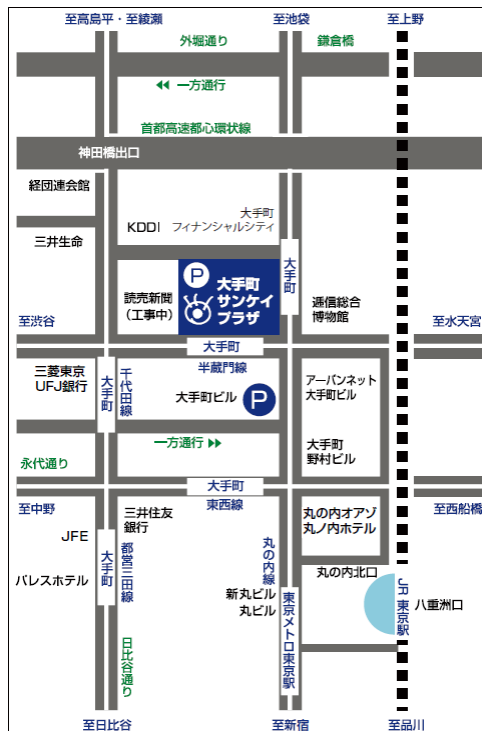 至高島平・至綾瀬
至池袋
至上野
外堀通り
鎌倉橋
一方通行
首都高速都心環状線
神田橋出口
経団連会館
大手町
フィナンシャルシティ
KDDI
三井生命
大手町
P
大手町
サンケイ
プラザ
読売新聞
(工事中)
逓信総合
博物館
至渋谷
至水天宮
大手町
半蔵門線
三菱東京
UFJ銀行
大手町
千代田線
大手町ビル
P
アーバンネット
大手町ビル
一方通行
大手町
野村ビル
永代通り
大手町
東西線
至中野
至西船橋
三井住友
銀行
丸の内オアゾ
丸ノ内ホテル
JFE
大手町
都営三田線
丸の内線
丸の内北口
パレスホテル
新丸ビル
丸ビル
東京メトロ東京駅
JR東京駅
八重洲口
日比谷通り
至日比谷
至新宿
至品川